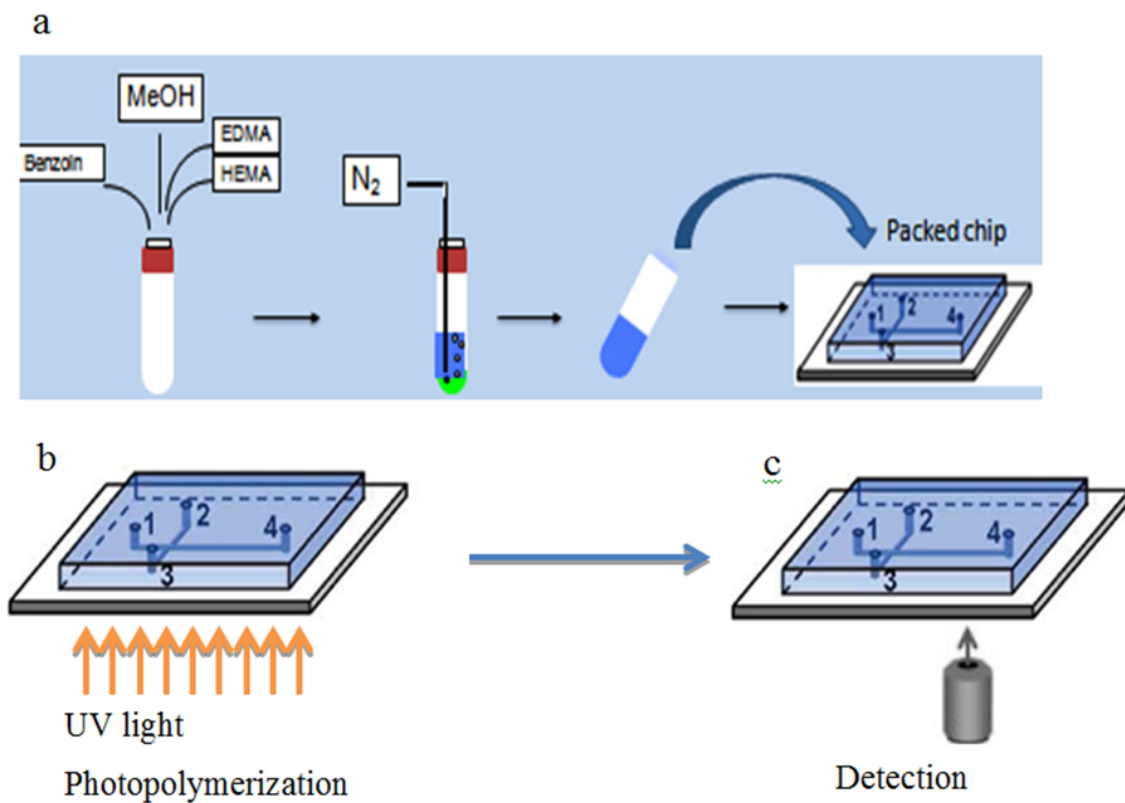 a
MeOH
EDMA
Benzoin
HEMA
N2
Packed chip
1 2 4
3
b
1 2 4
3
UV light
Photopolymerization
c
1 2 4
3
Detection